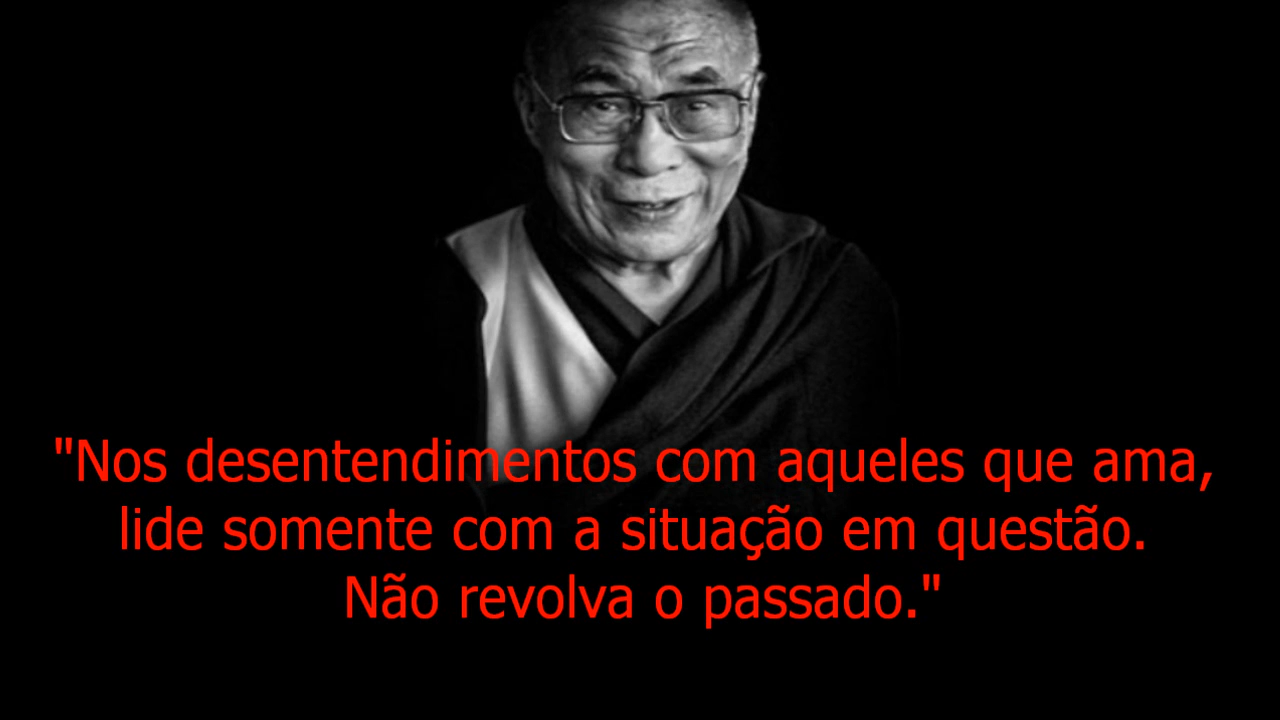 "Nos desentendimentos com aqueles que ama,
lide somente com a situação em questão.
Não revolva o passado."